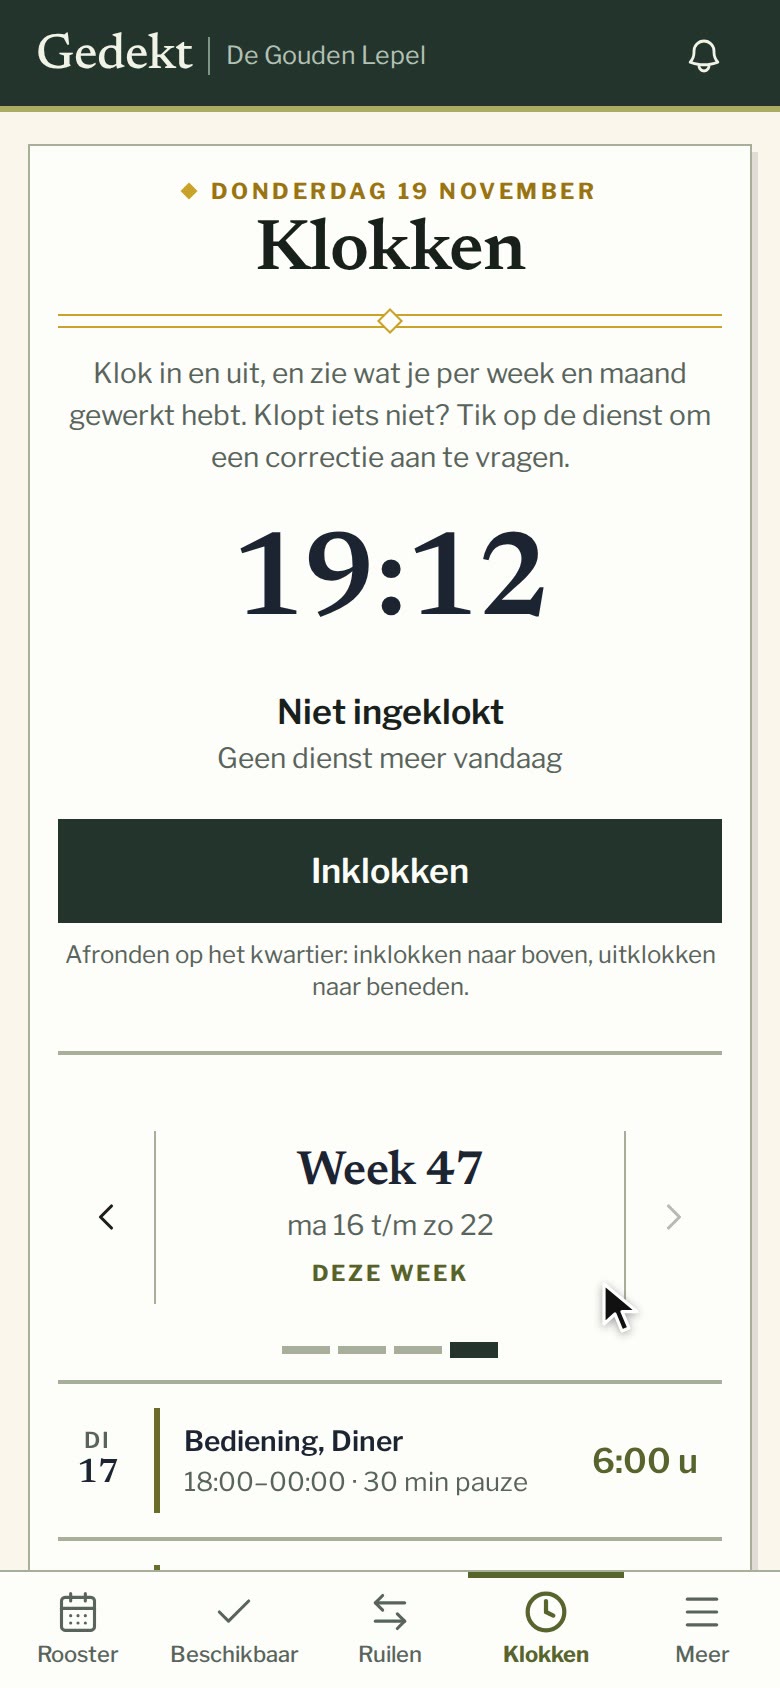 Gedekt
De Gouden Lepel
DONDERDAG 19 NOVEMBER
Klokken
Klok in en uit, en zie wat je per week en maand
gewerkt hebt. Klopt iets niet? Tik op de dienst om
een correctie aan te vragen.
19:12
Niet ingeklokt
Geen dienst meer vandaag
Inklokken
Afronden op het kwartier: inklokken naar boven, uitklokken
naar beneden.
Week 47
ma 16 t/m zo 22
DEZE WEEK
DI
17
Bediening, Diner
18:00–00:00 · 30 min pauze
6:00 u
Rooster
Beschikbaar
Ruilen
Klokken
Meer